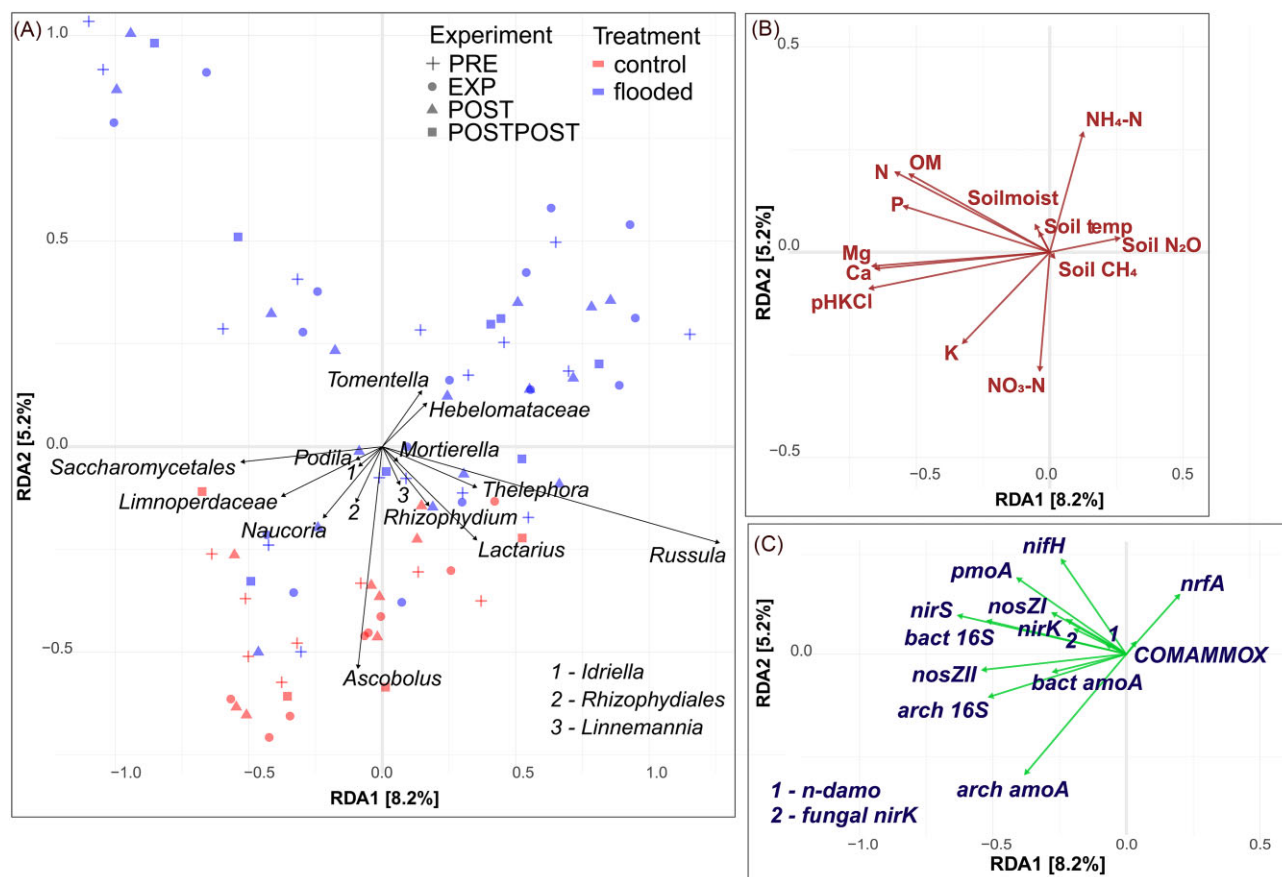 (A)
Experiment
PRE
EXP
POST
POSTPOST
Treatment
control
flooded
1.0
0.5
0.0
−0.5
RDA2 [5.2%]
Tomentella
Hebelomataceae
Mortierella
Podila
Saccharomycetales
1
Limnoperdaceae
Thelephora
3
2
Naucoria
Rhizophydium
Lactarius
Russula
Ascobolus
1 - Idriella
2 - Rhizophydiales
3 - Linnemannia
−1.0
−0.5
0.0
0.5
1.0
RDA1 [8.2%]
(B)
0.5
0.0
−0.5
RDA2 [5.2%]
NH₄-N
OM
N
Soilmoist
P
Soil temp
Soil N₂O
Mg
Ca
Soil CH₄
pHKCl
K
NO₃-N
−0.5
0.0
0.5
RDA1 [8.2%]
(C)
RDA2 [5.2%]
0.0
nifH
pmoA
nrfA
nosZI
nirS
nirK
1
bact 16S
2
COMAMMOX
nosZII
bact amoA
arch 16S
arch amoA
1 - n-damo
2 - fungal nirK
−1.0
−0.5
0.0
0.5
RDA1 [8.2%]